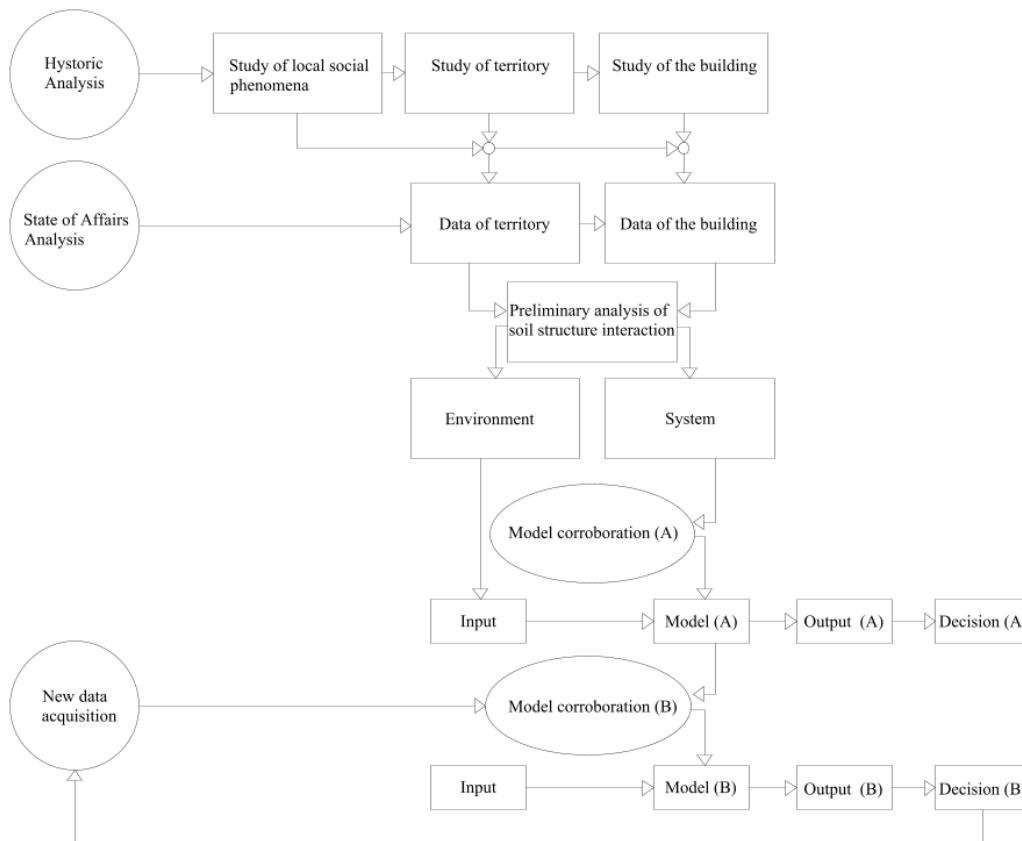 Hystoric
Analysis
Study of local social
phenomena
Study of territory
Study of the building
State of Affairs
Analysis
Data of territory
Data of the building
Preliminary analysis of
soil structure interaction
Environment
System
Model corroboration (A)
Input
Model (A)
Output (A)
Decision (A
New data
acquisition
Model corroboration (B)
Input
Model (B)
Output (B)
Decision (B